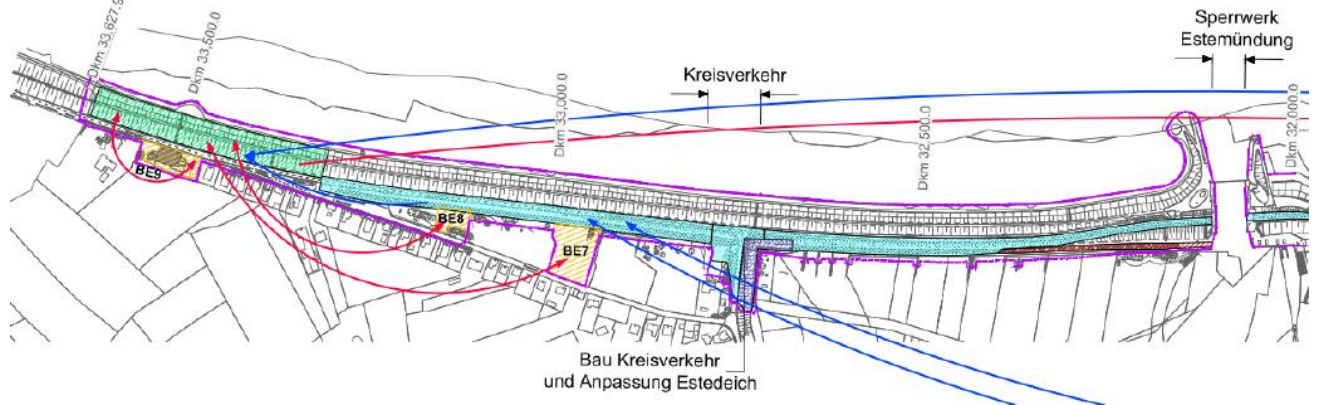 Sperrwerk
Estemündung
Kreisverkehr
Dkm 33,627.9
Dkm 33,500.0
Dkm 33,000.0
Dkm 32,500.0
Dkm 32,000.0
BE9
BE8
BE7
Bau Kreisverkehr
und Anpassung Estedeich